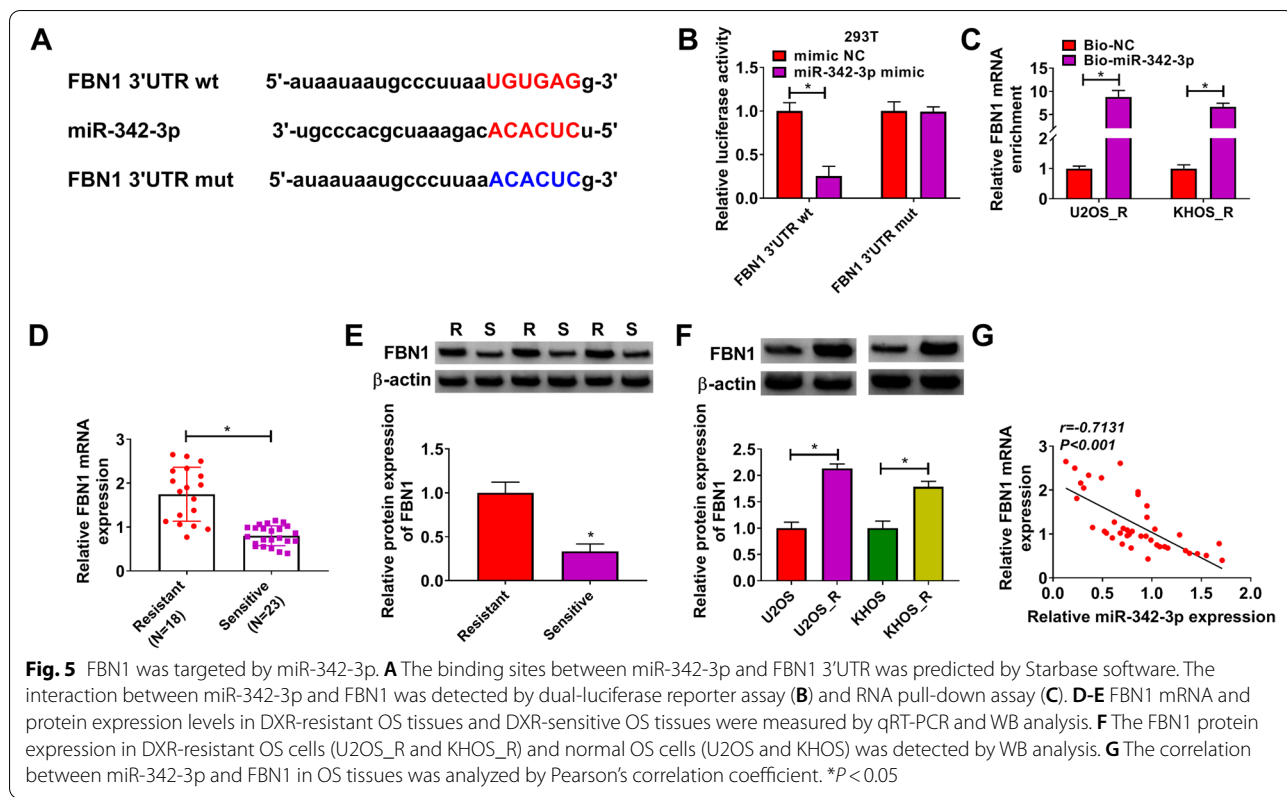 A
FBN1 3'UTR wt 5'-auaauaaugcccuuaaUGUGAGg-3'
miR-342-3p 3'-ugcccacgcuaaagacACACUCu-5'
FBN1 3'UTR mut 5'-auaauaaugcccuuaaACACUCg-3'
B
293T
mimic NC
miR-342-3p mimic
Relative luciferase activity
1.5
1.0
0.5
0.0
*
FBN1 3'UTR wt
FBN1 3'UTR mut
C
Bio-NC
Bio-miR-342-3p
Relative FBN1 mRNA
enrichment
15
10
5
2
1
0
*
*
U2OS_R
KHOS_R
D
Relative FBN1 mRNA
expression
3
2
1
0
*
Resistant
(N=18)
Sensitive
(N=23)
E
R S R S R S
FBN1
β-actin
Relative protein expression
of FBN1
1.5
1.0
0.5
0.0
*
Resistant
Sensitive
F
FBN1
β-actin
Relative protein expression
of FBN1
2.5
2.0
1.5
1.0
0.5
0.0
*
*
U2OS
U2OS_R
KHOS
KHOS_R
G
r=-0.7131
P<0.001
Relative FBN1 mRNA
expression
3
2
1
0
0.0 0.5 1.0 1.5 2.0
Relative miR-342-3p expression
Fig. 5 FBN1 was targeted by miR-342-3p. A The binding sites between miR-342-3p and FBN1 3'UTR was predicted by Starbase software. The
interaction between miR-342-3p and FBN1 was detected by dual-luciferase reporter assay (B) and RNA pull-down assay (C). D-E FBN1 mRNA and
protein expression levels in DXR-resistant OS tissues and DXR-sensitive OS tissues were measured by qRT-PCR and WB analysis. F The FBN1 protein
expression in DXR-resistant OS cells (U2OS_R and KHOS_R) and normal OS cells (U2OS and KHOS) was detected by WB analysis. G The correlation
between miR-342-3p and FBN1 in OS tissues was analyzed by Pearson's correlation coefficient. *P < 0.05